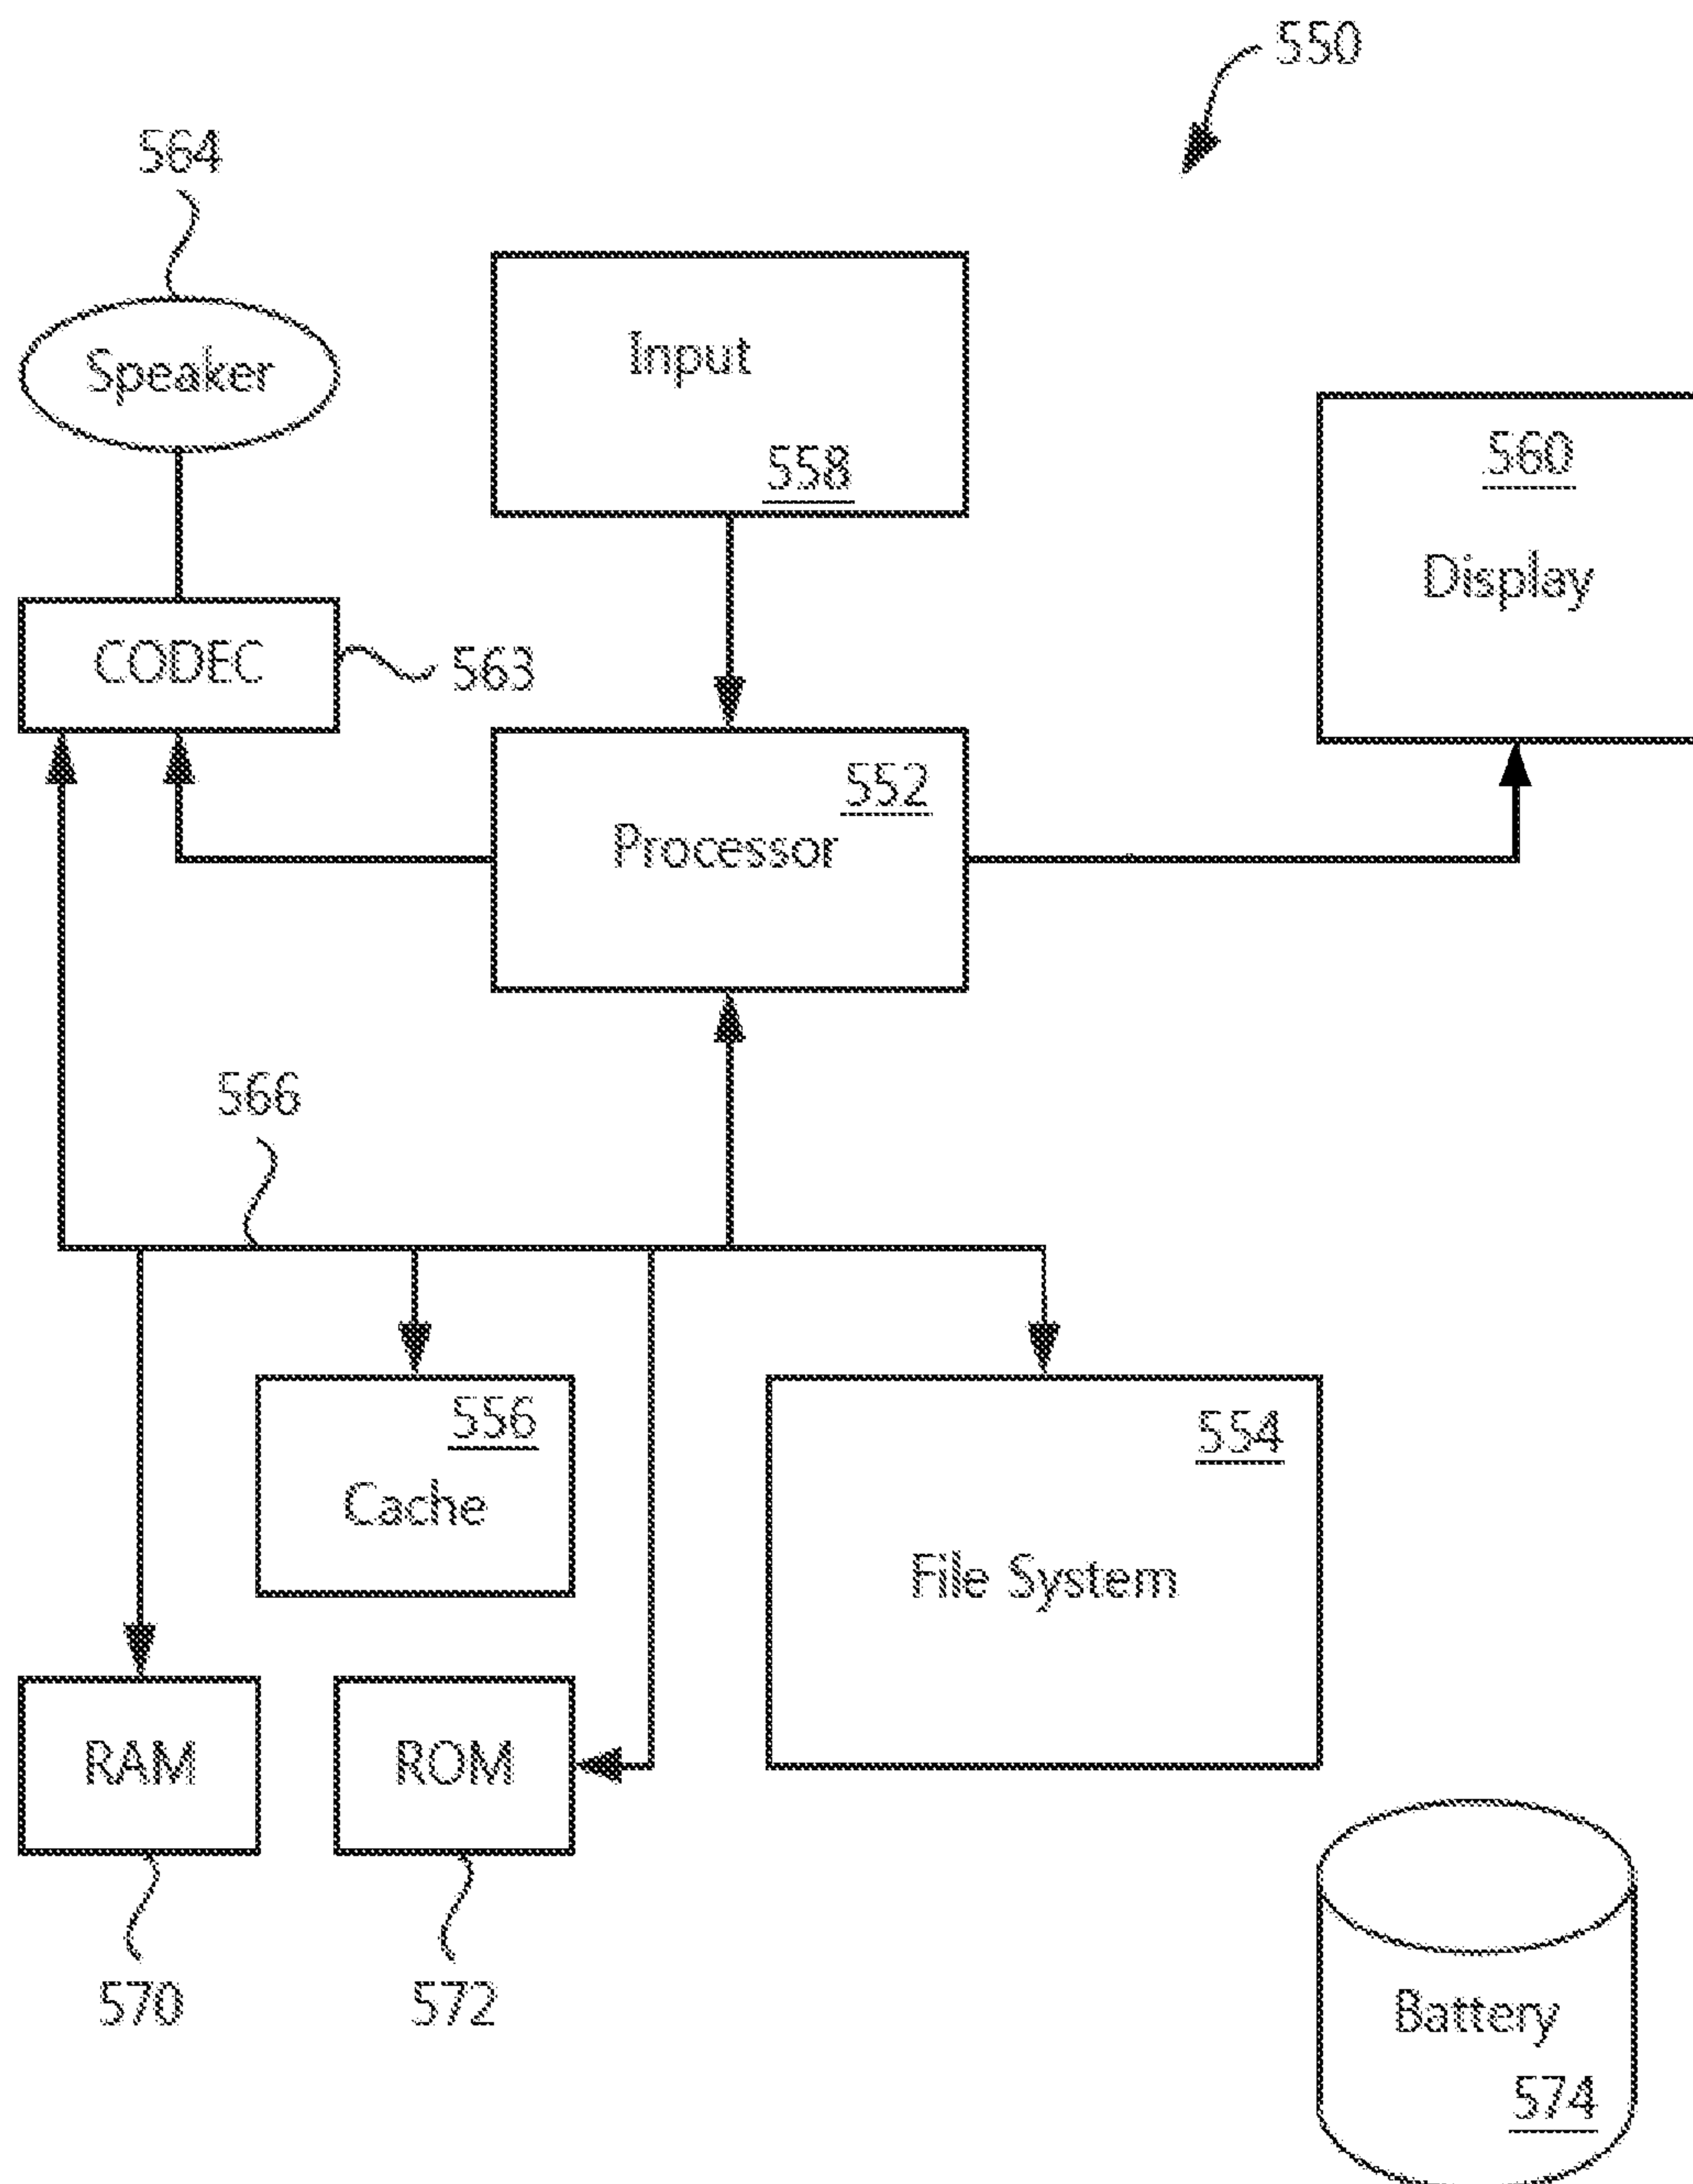 550
564
Speaker
Input
558
560
Display
CODEC
563
552
Processor
566
556
Cache
554
File System
RAM
ROM
570
572
Battery
574